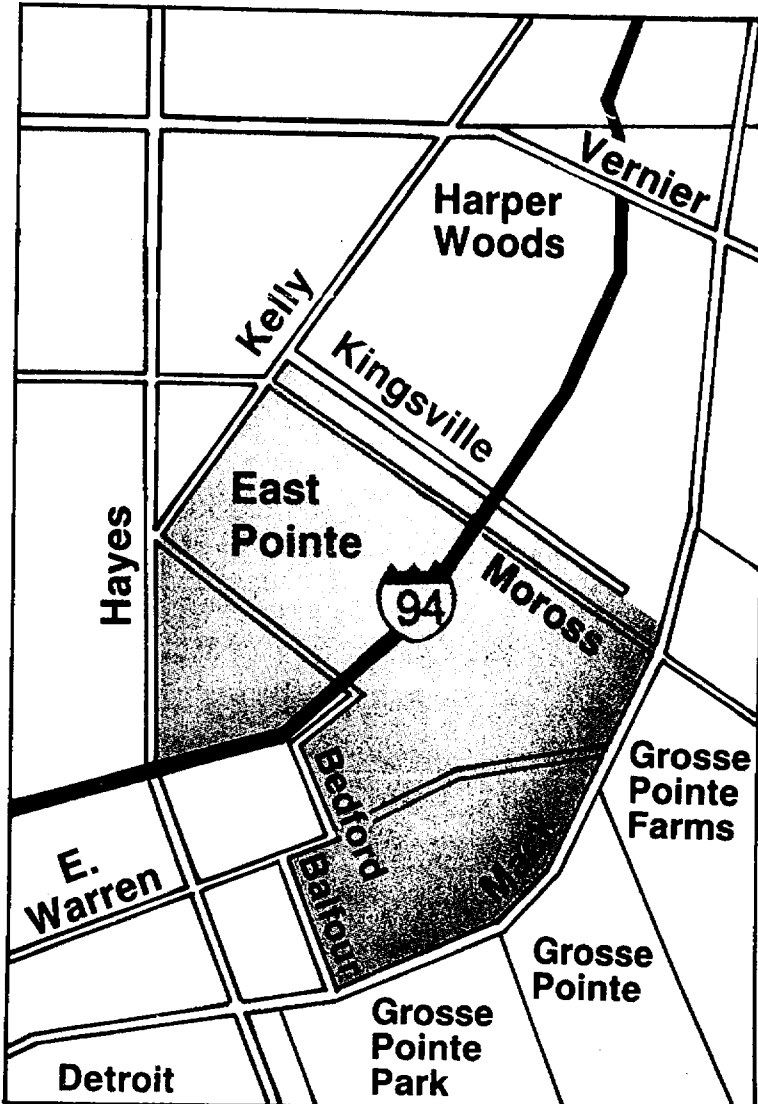 Vernier
Harper
Woods
Kelly
Kingsville
East
Pointe
Hayes
94
Moross
Bedford
Grosse
Pointe
Farms
E.
Warren
Balfour
Mack
Grosse
Pointe
Grosse
Pointe
Park
Detroit